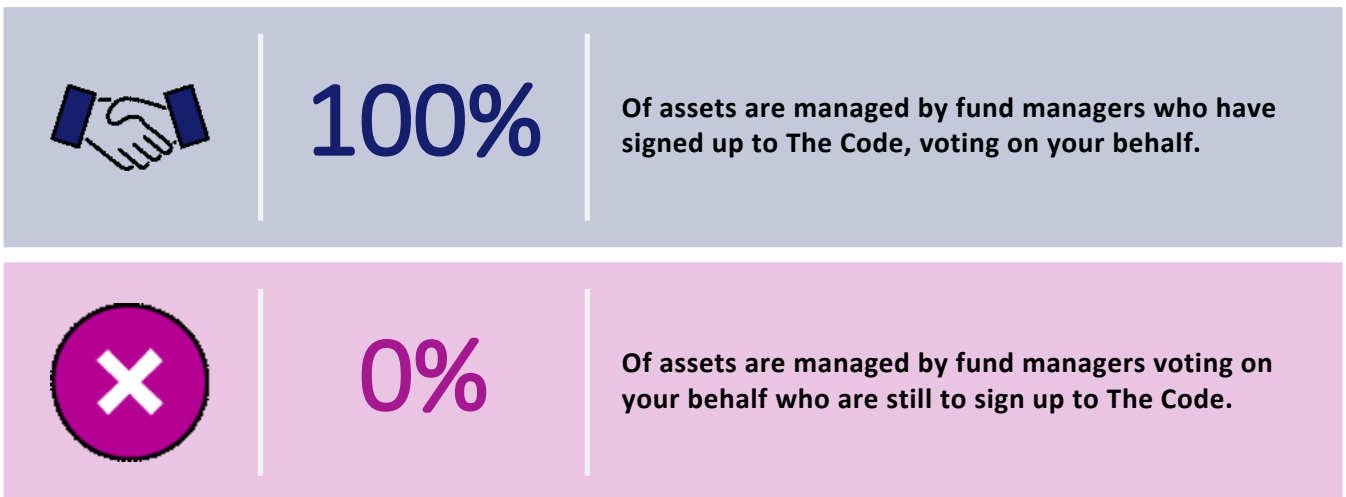 100%
Of assets are managed by fund managers who have
signed up to The Code, voting on your behalf.
0%
Of assets are managed by fund managers voting on
your behalf who are still to sign up to The Code.